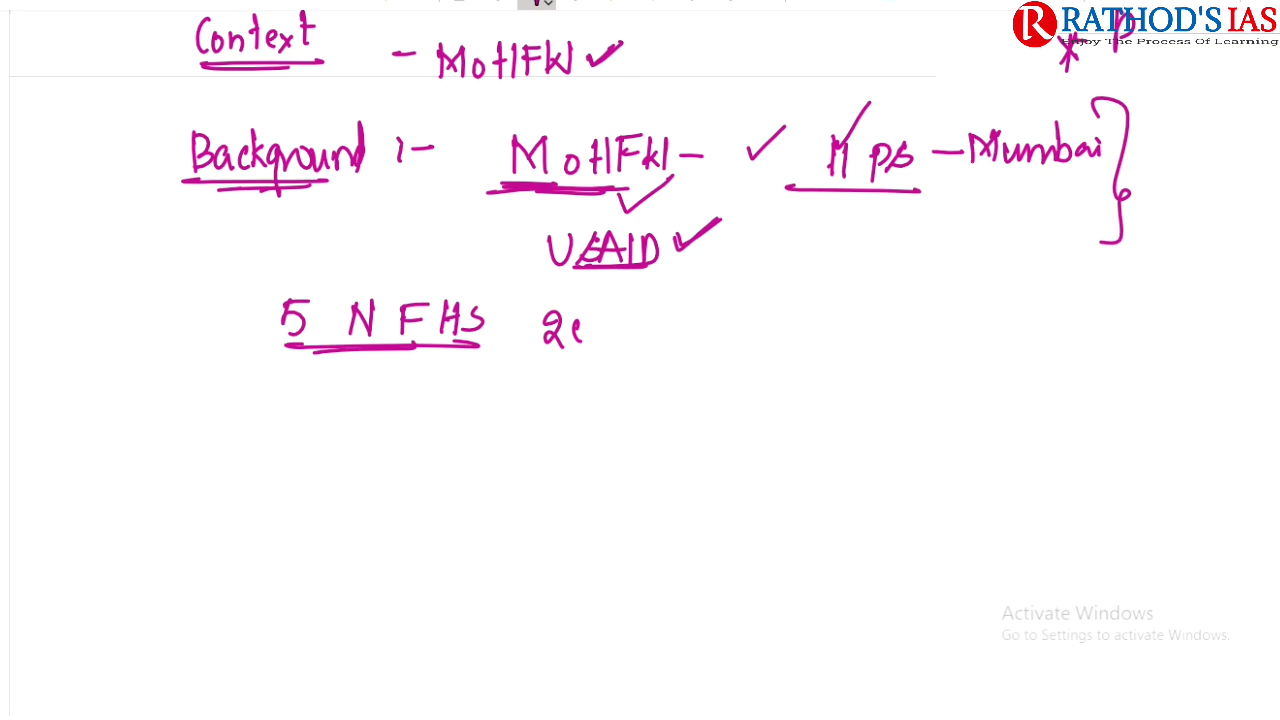 RATHOD'S IAS
Enjoy The Process Of Learning
Context - MoHFW
* P
Background :- MoHFW - IIPS - Mumbai
USAID
5 NFHS 20
Activate Windows
Go to Settings to activate Windows.